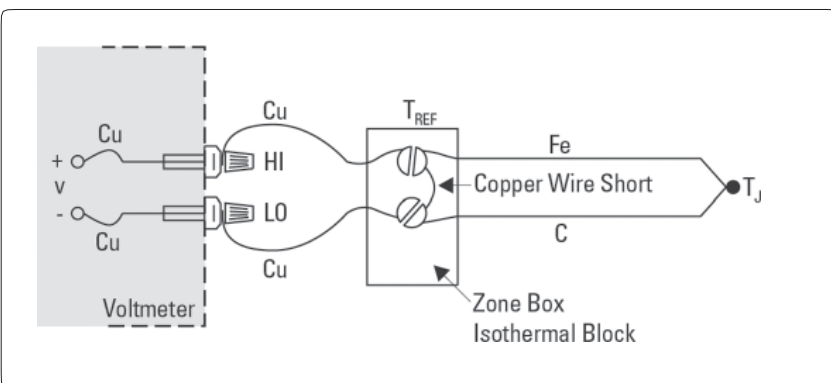 Cu
T_REF
Cu
Fe
+
HI
v
Copper Wire Short
T_J
-
LO
Cu
C
Cu
Voltmeter
Zone Box
Isothermal Block